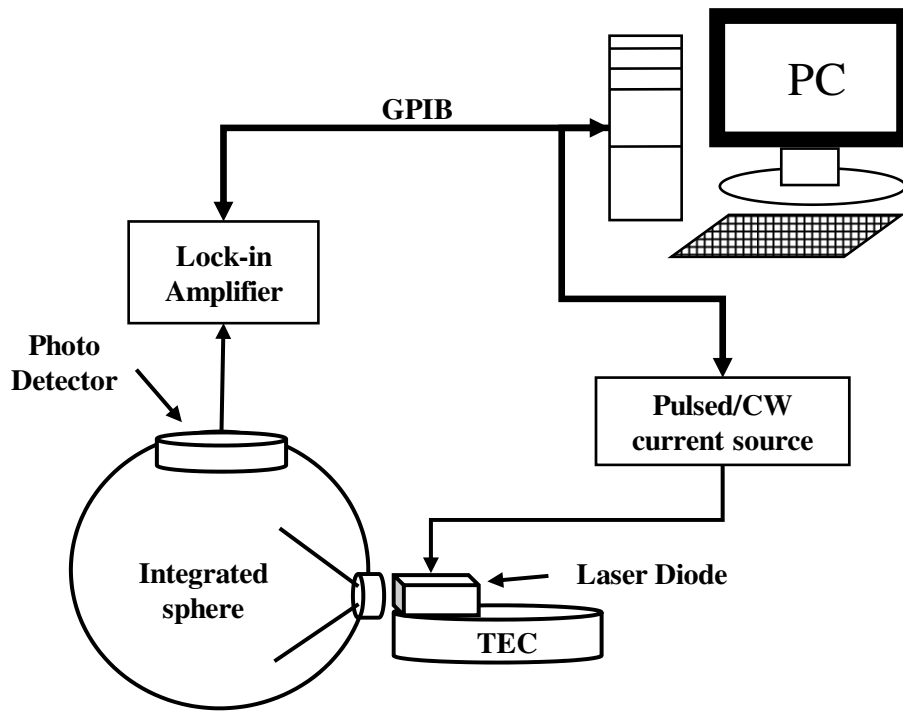 PC
GPIB
Lock-in
Amplifier
Photo
Detector
Pulsed/CW
current source
Integrated
sphere
Laser Diode
TEC